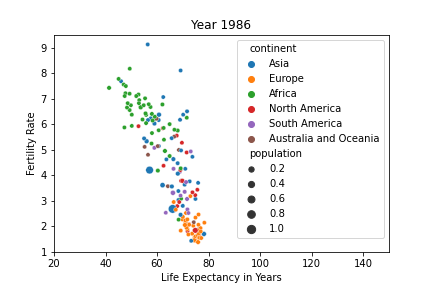 Year 1986
Fertility Rate
9
8
7
6
5
4
3
2
1
20
40
60
80
100
120
140
Life Expectancy in Years
continent
Asia
Europe
Africa
North America
South America
Australia and Oceania
population
0.2
0.4
0.6
0.8
1.0